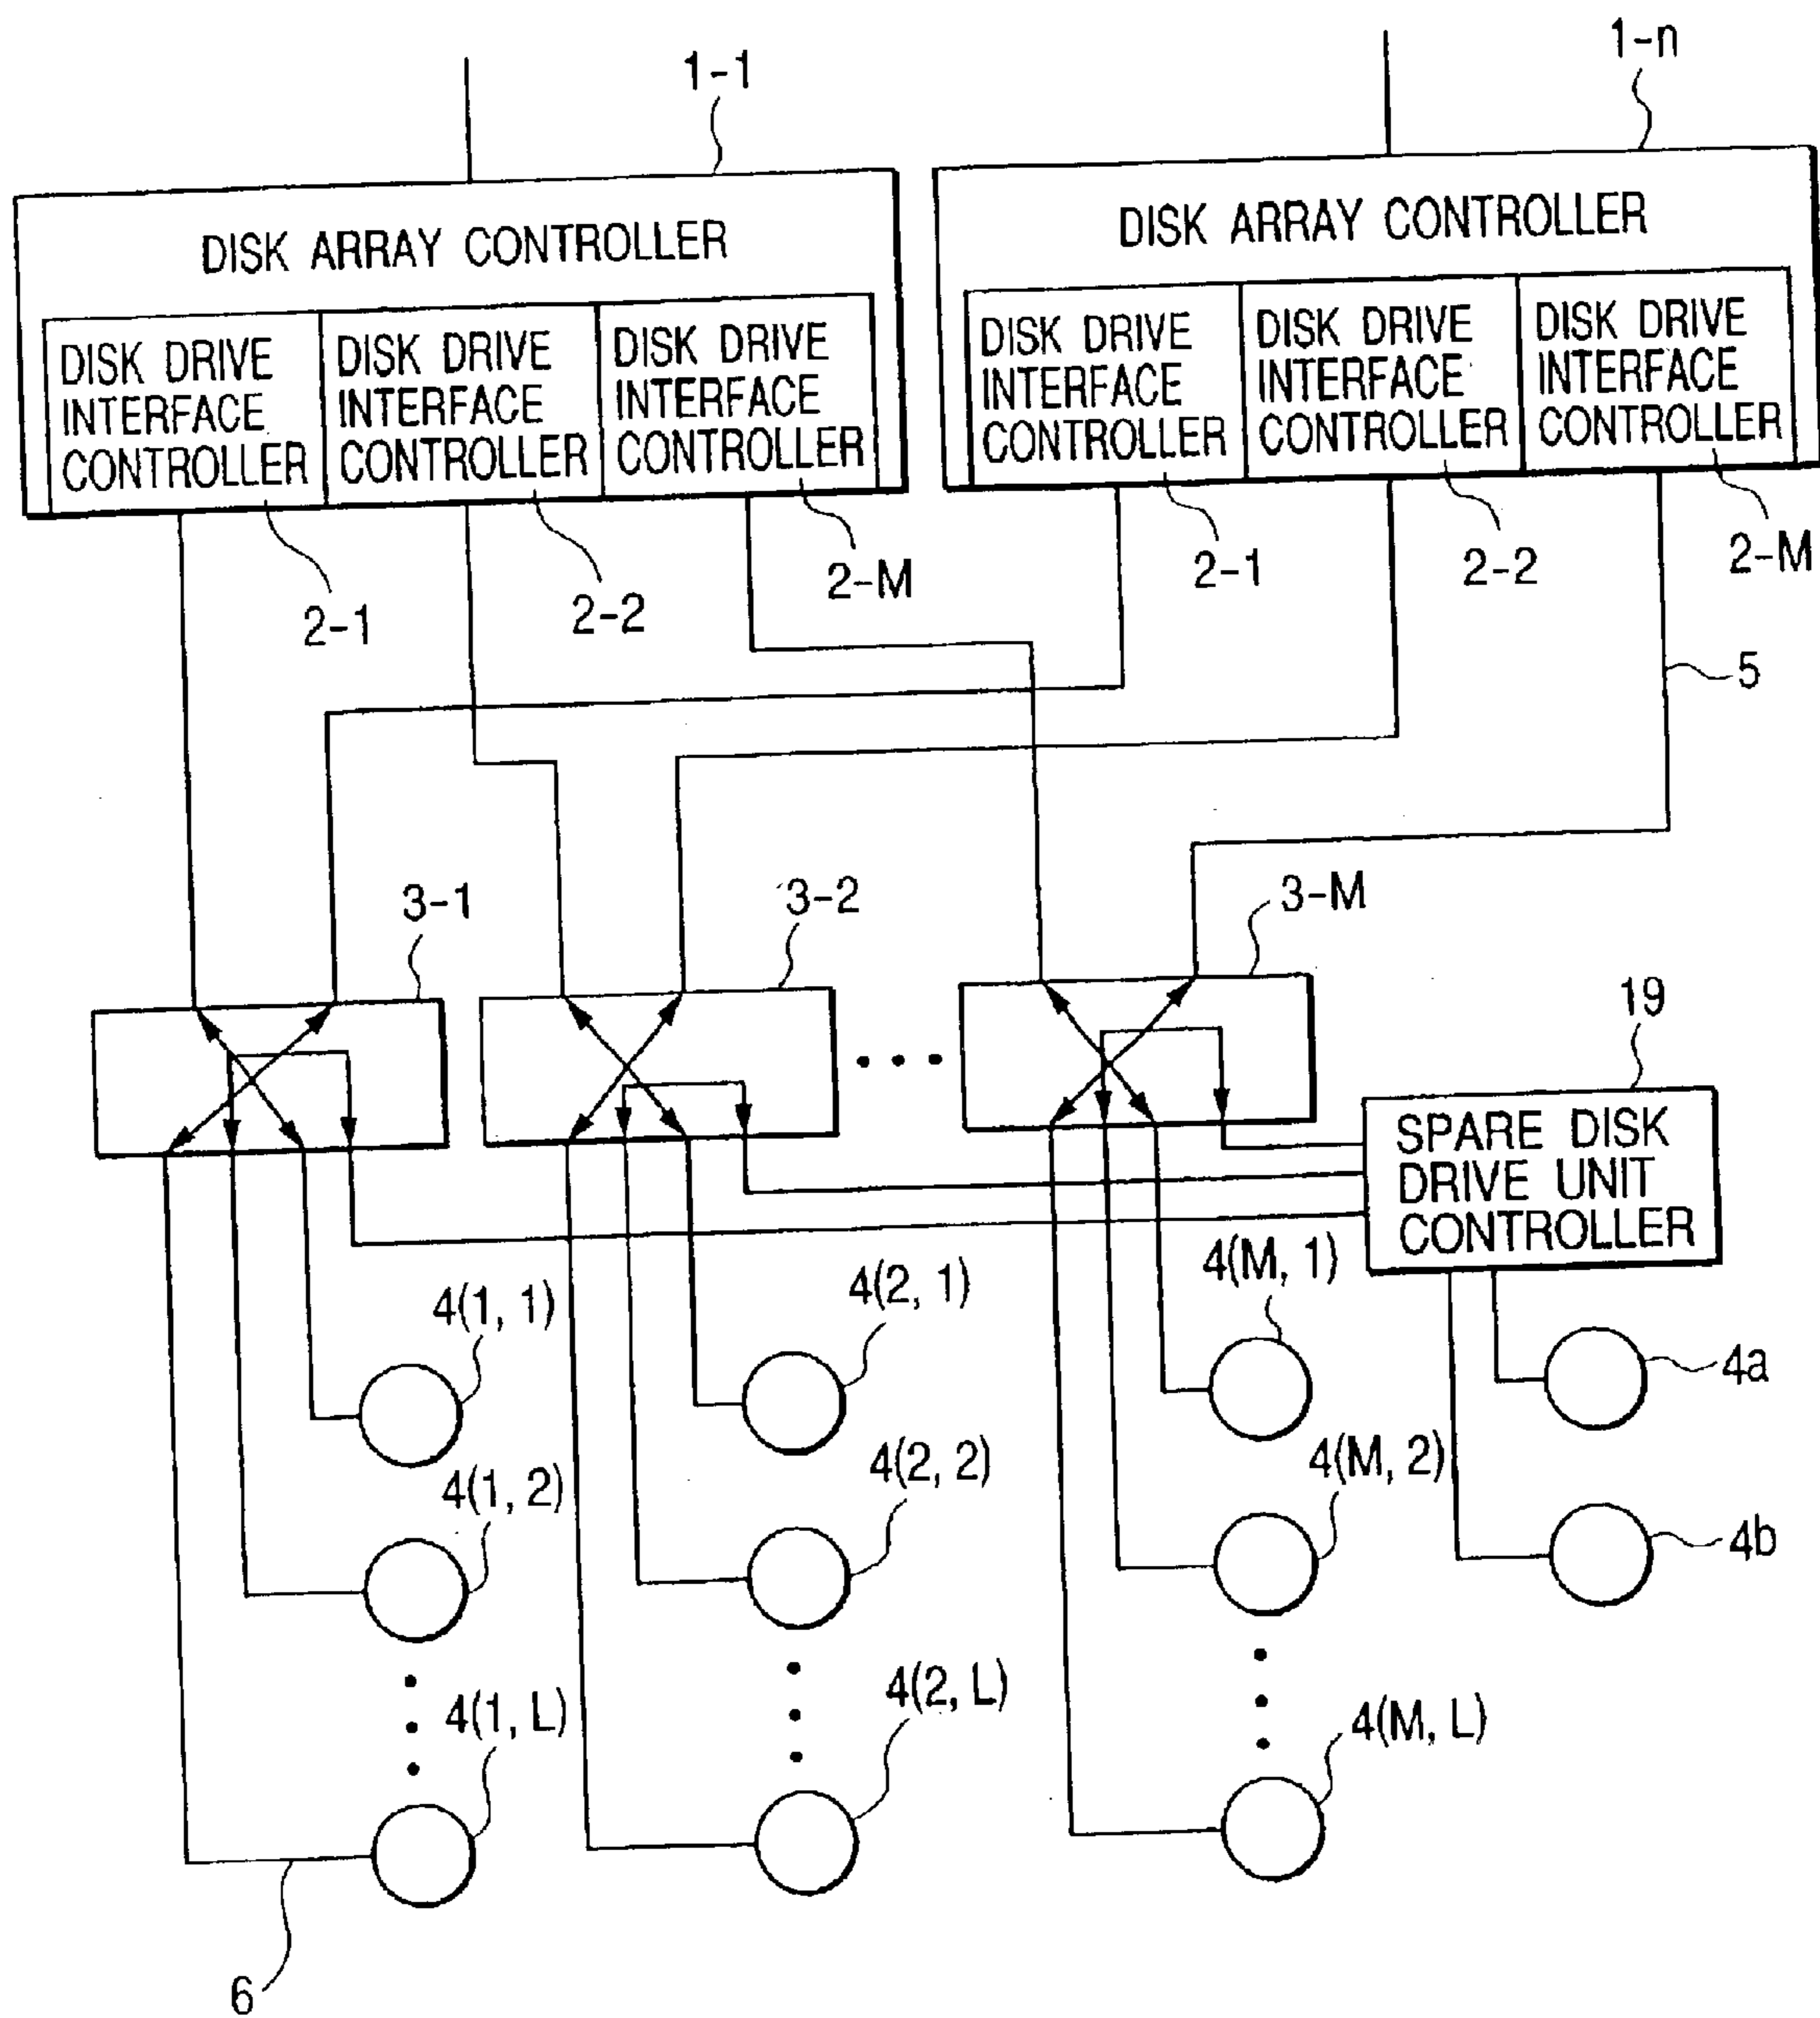 1-1
1-n
DISK ARRAY CONTROLLER
DISK ARRAY CONTROLLER
DISK DRIVE
INTERFACE
CONTROLLER
DISK DRIVE
INTERFACE
CONTROLLER
DISK DRIVE
INTERFACE
CONTROLLER
DISK DRIVE
INTERFACE
CONTROLLER
DISK DRIVE
INTERFACE
CONTROLLER
DISK DRIVE
INTERFACE
CONTROLLER
2-1
2-2
2-M
2-1
2-2
2-M
5
3-1
3-2
3-M
19
SPARE DISK
DRIVE UNIT
CONTROLLER
4(1, 1)
4(2, 1)
4(M, 1)
4a
4(1, 2)
4(2, 2)
4(M, 2)
4b
4(1, L)
4(2, L)
4(M, L)
6